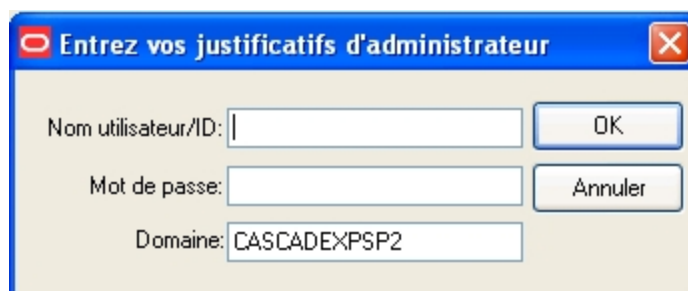 Entrez vos justificatifs d'administrateur
Nom utilisateur/ID: OK
Mot de passe: Annuler
Domaine: CASCADEXPSP2